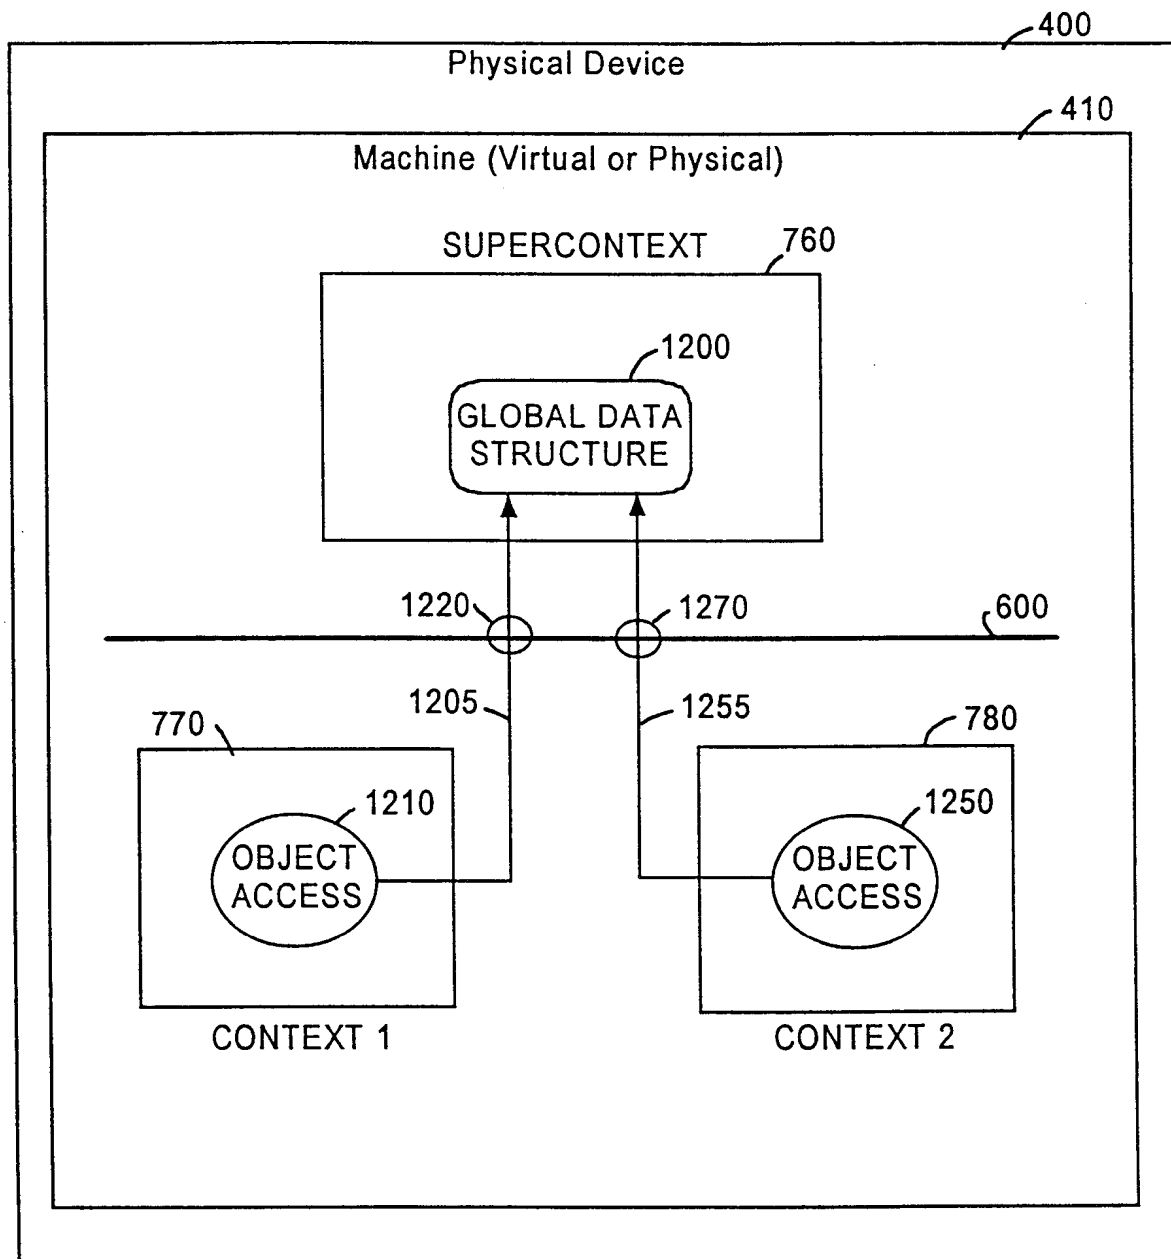 400
Physical Device
410
Machine (Virtual or Physical)
SUPERCONTEXT
760
1200
GLOBAL DATA
STRUCTURE
1220
1270
600
1205
1255
770
780
1210
1250
OBJECT
ACCESS
OBJECT
ACCESS
CONTEXT 1
CONTEXT 2